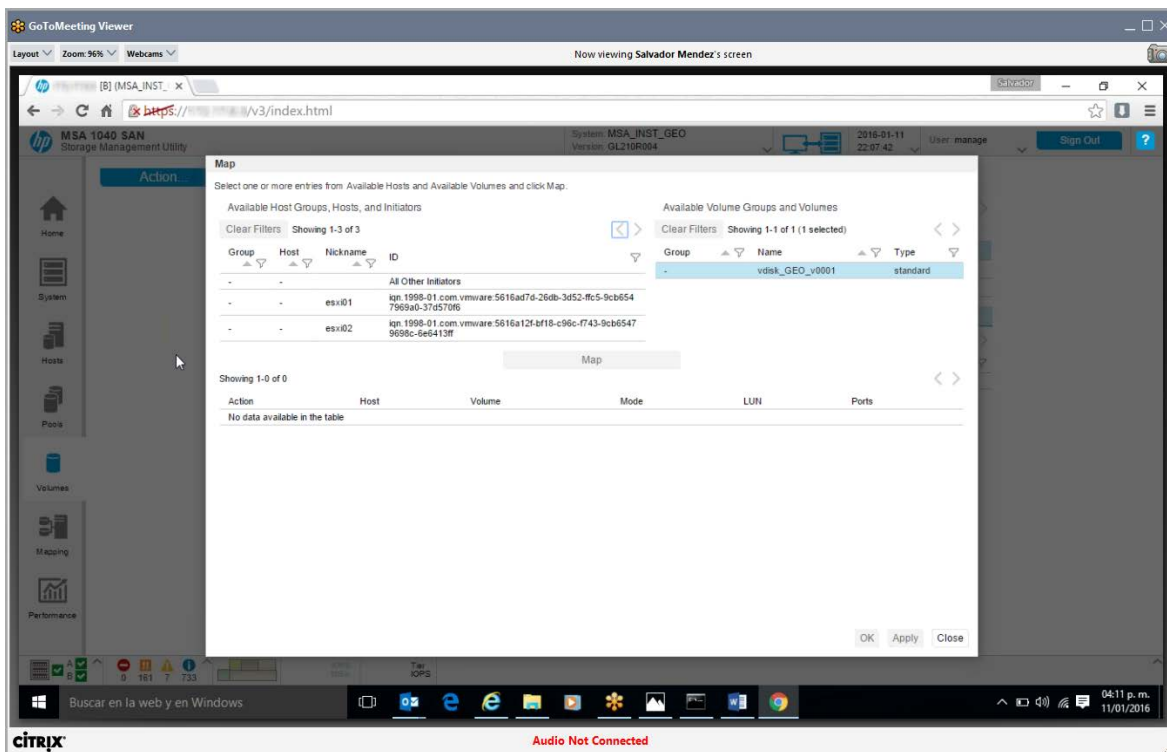 GoToMeeting Viewer
Layout Zoom: 96% Webcams Now viewing Salvador Mendez's screen
[B] (MSA_INST_ Salvador
https:// /v3/index.html
MSA 1040 SAN
Storage Management Utility
System: MSA_INST_GEO
Version: GL210R004
2016-01-11
22:07:42
User: manage
Sign Out
?
Action...
Home
System
Hosts
Pools
Volumes
Mapping
Performance
Map
Select one or more entries from Available Hosts and Available Volumes and click Map.
Available Host Groups, Hosts, and Initiators
Clear Filters Showing 1-3 of 3
Group Host Nickname ID
- - All Other Initiators
- - esxi01 iqn.1998-01.com.vmware:5616ad7d-26db-3d52-ffc5-9cb654
7969a0-37d570f6
- - esxi02 iqn.1998-01.com.vmware:5616a12f-bf18-c96c-f743-9cb6547
9698c-6e6413ff
Available Volume Groups and Volumes
Clear Filters Showing 1-1 of 1 (1 selected)
Group Name Type
- vdisk_GEO_v0001 standard
Map
Showing 1-0 of 0
Action Host Volume Mode LUN Ports
No data available in the table
OK Apply Close
A
B
0 161 7 733
Tier
IOPS
Buscar en la web y en Windows
04:11 p. m.
11/01/2016
CITRIX
Audio Not Connected